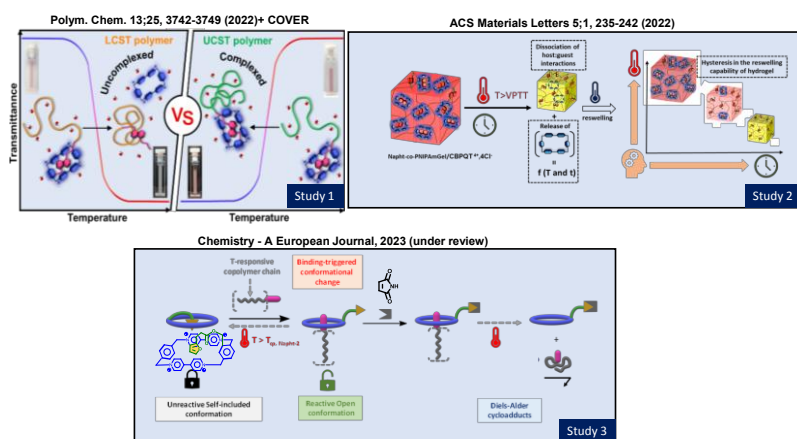 Polym. Chem. 13;25, 3742-3749 (2022)+ COVER
LCST polymer
UCST polymer
Uncomplexed
Complexed
VS
Transmittannce
Temperature
Temperature
Study 1
ACS Materials Letters 5;1, 235-242 (2022)
Dissociation of
host:guest
interactions
T>VPTT
+
Release of
n
f (T and t)
reswelling
Napht-co-PNIPAmGel/CBPQT⁴⁺,4Cl⁻
Hysteresis in the reswelling
capability of hydrogel
Study 2
Chemistry - A European Journal, 2023 (under review)
T-responsive
copolymer chain
Binding-triggered
conformational
change
NH
O
O
Unreactive Self-included
conformation
Reactive Open
conformation
+
Diels-Alder
cycloadducts
Study 3